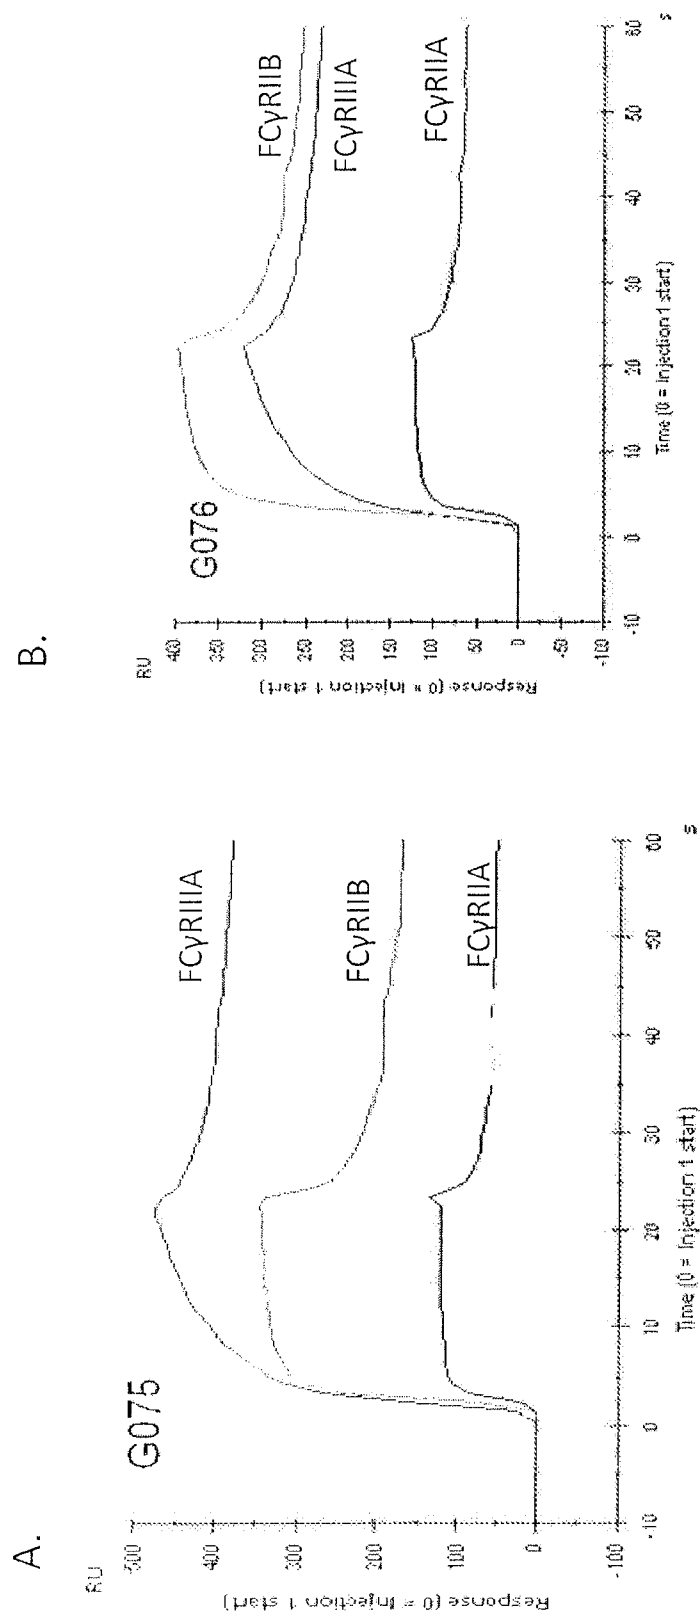 A.
RU
G075
500
400
300
200
100
0
-100
Response (0 = Injection 1 start)
FCγRIIIA
FCγRIIB
FCγRIIA
-10 0 10 20 30 40 50 60
Time (0 = Injection 1 start)
s
B.
RU
G076
400
350
300
250
200
150
100
50
0
-50
-100
Response (0 = Injection 1 start)
FCγRIIB
FCγRIIIA
FCγRIIA
-10 0 10 20 30 40 50 60
Time (0 = Injection 1 start)
s